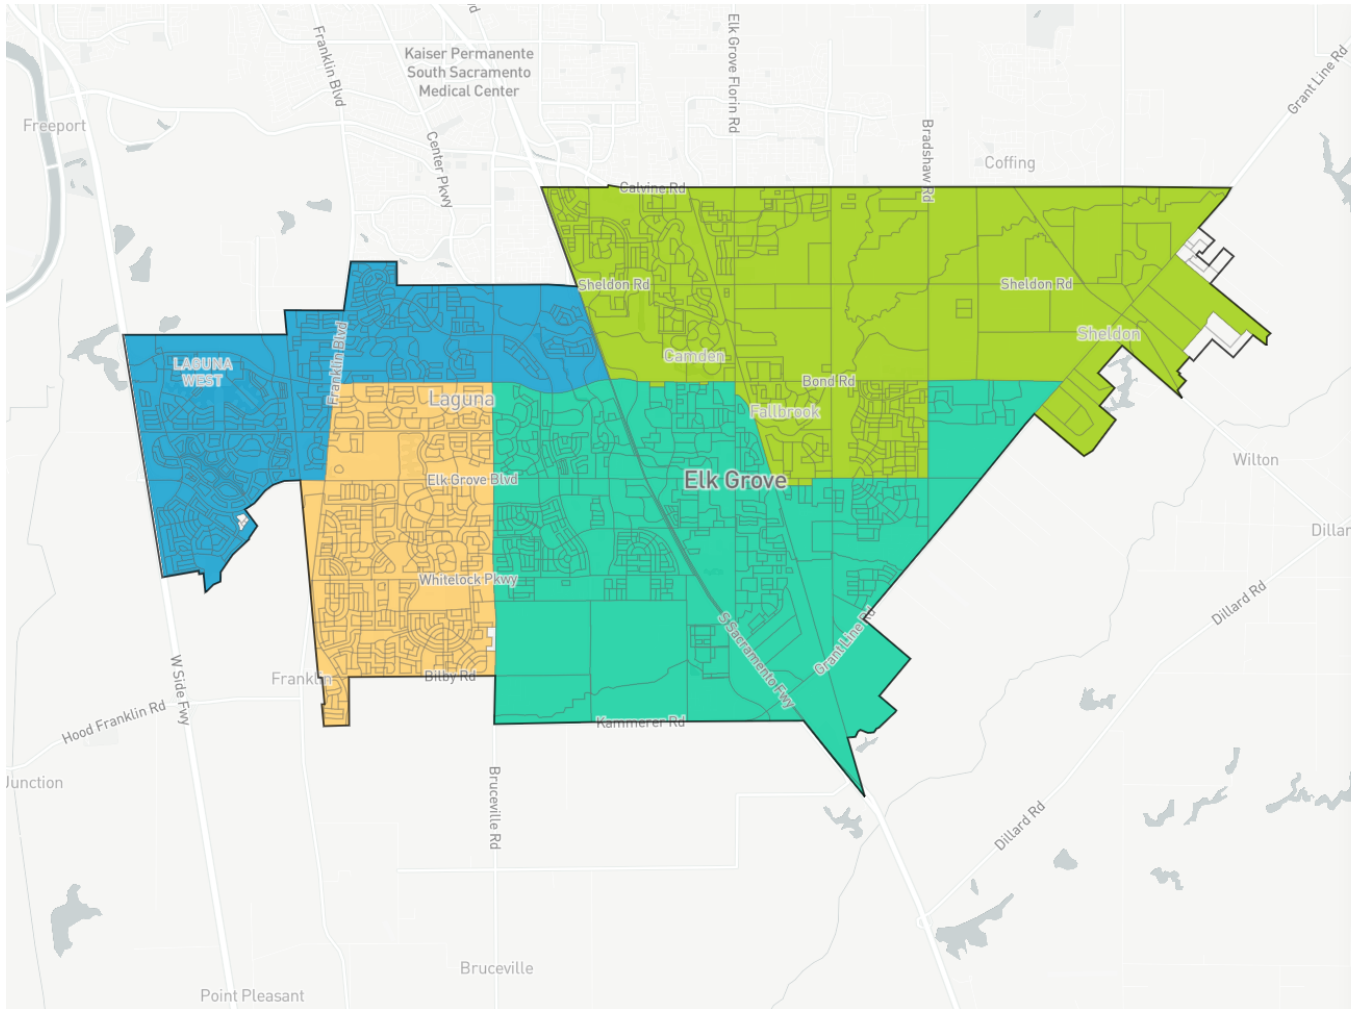 Rd
Franklin Blvd
Kaiser Permanente
South Sacramento
Medical Center
Elk Grove Florin Rd
Grant Line Rd
Freeport
Center Pkwy
Bradshaw Rd
Coffing
Calvine Rd
Sheldon Rd
Sheldon Rd
Sheldon
LAGUNA
WEST
Franklin Blvd
Camden
Bond Rd
Laguna
Fallbrook
Elk Grove Blvd
Elk Grove
Wilton
Dillar
Whitelock Pkwy
Dillard Rd
S Sacramento Fwy
Grant Line Rd
W Side Fwy
Franklin
Bilby Rd
Hood Franklin Rd
Kammerer Rd
Junction
Bruceville Rd
Dillard Rd
Bruceville
Point Pleasant